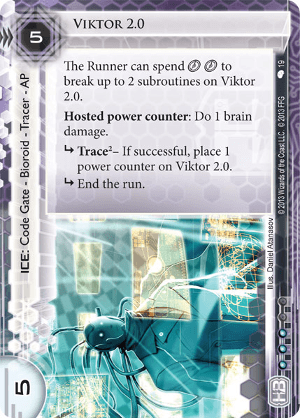 VIKTOR 2.0
5
The Runner can spend to
break up to 2 subroutines on Viktor
2.0.
Hosted power counter: Do 1 brain
damage.
↳ Trace²– If successful, place 1
power counter on Viktor 2.0.
↳ End the run.
ICE: Code Gate - Bioroid - Tracer - AP
19
© 2013 Wizards of the Coast LLC. © 2013 FFG
Illus. Daniel Atanasov
5
HB